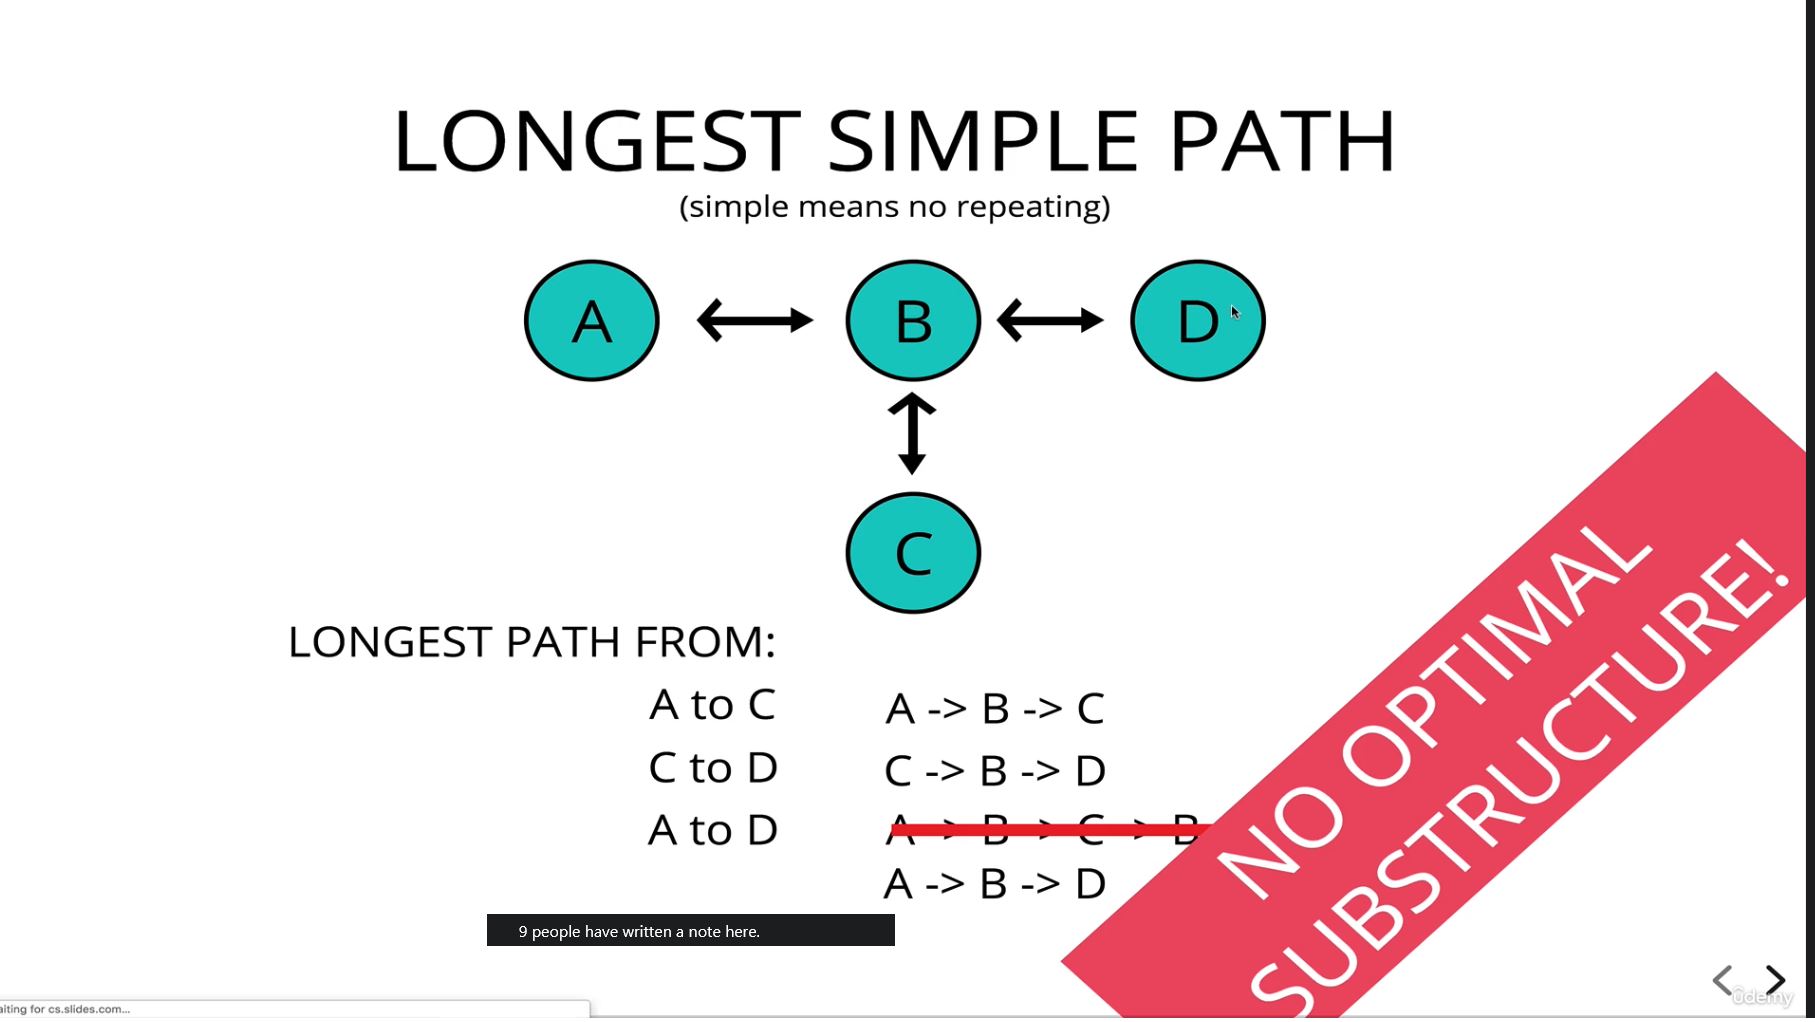 LONGEST SIMPLE PATH
(simple means no repeating)
A
B
D
C
LONGEST PATH FROM:
A to C
A -> B -> C
C to D
C -> B -> D
A to D
A -> B -> C -> B
A -> B -> D
NO OPTIMAL
SUBSTRUCTURE!
9 people have written a note here.
aiting for cs.slides.com...
ûdemy